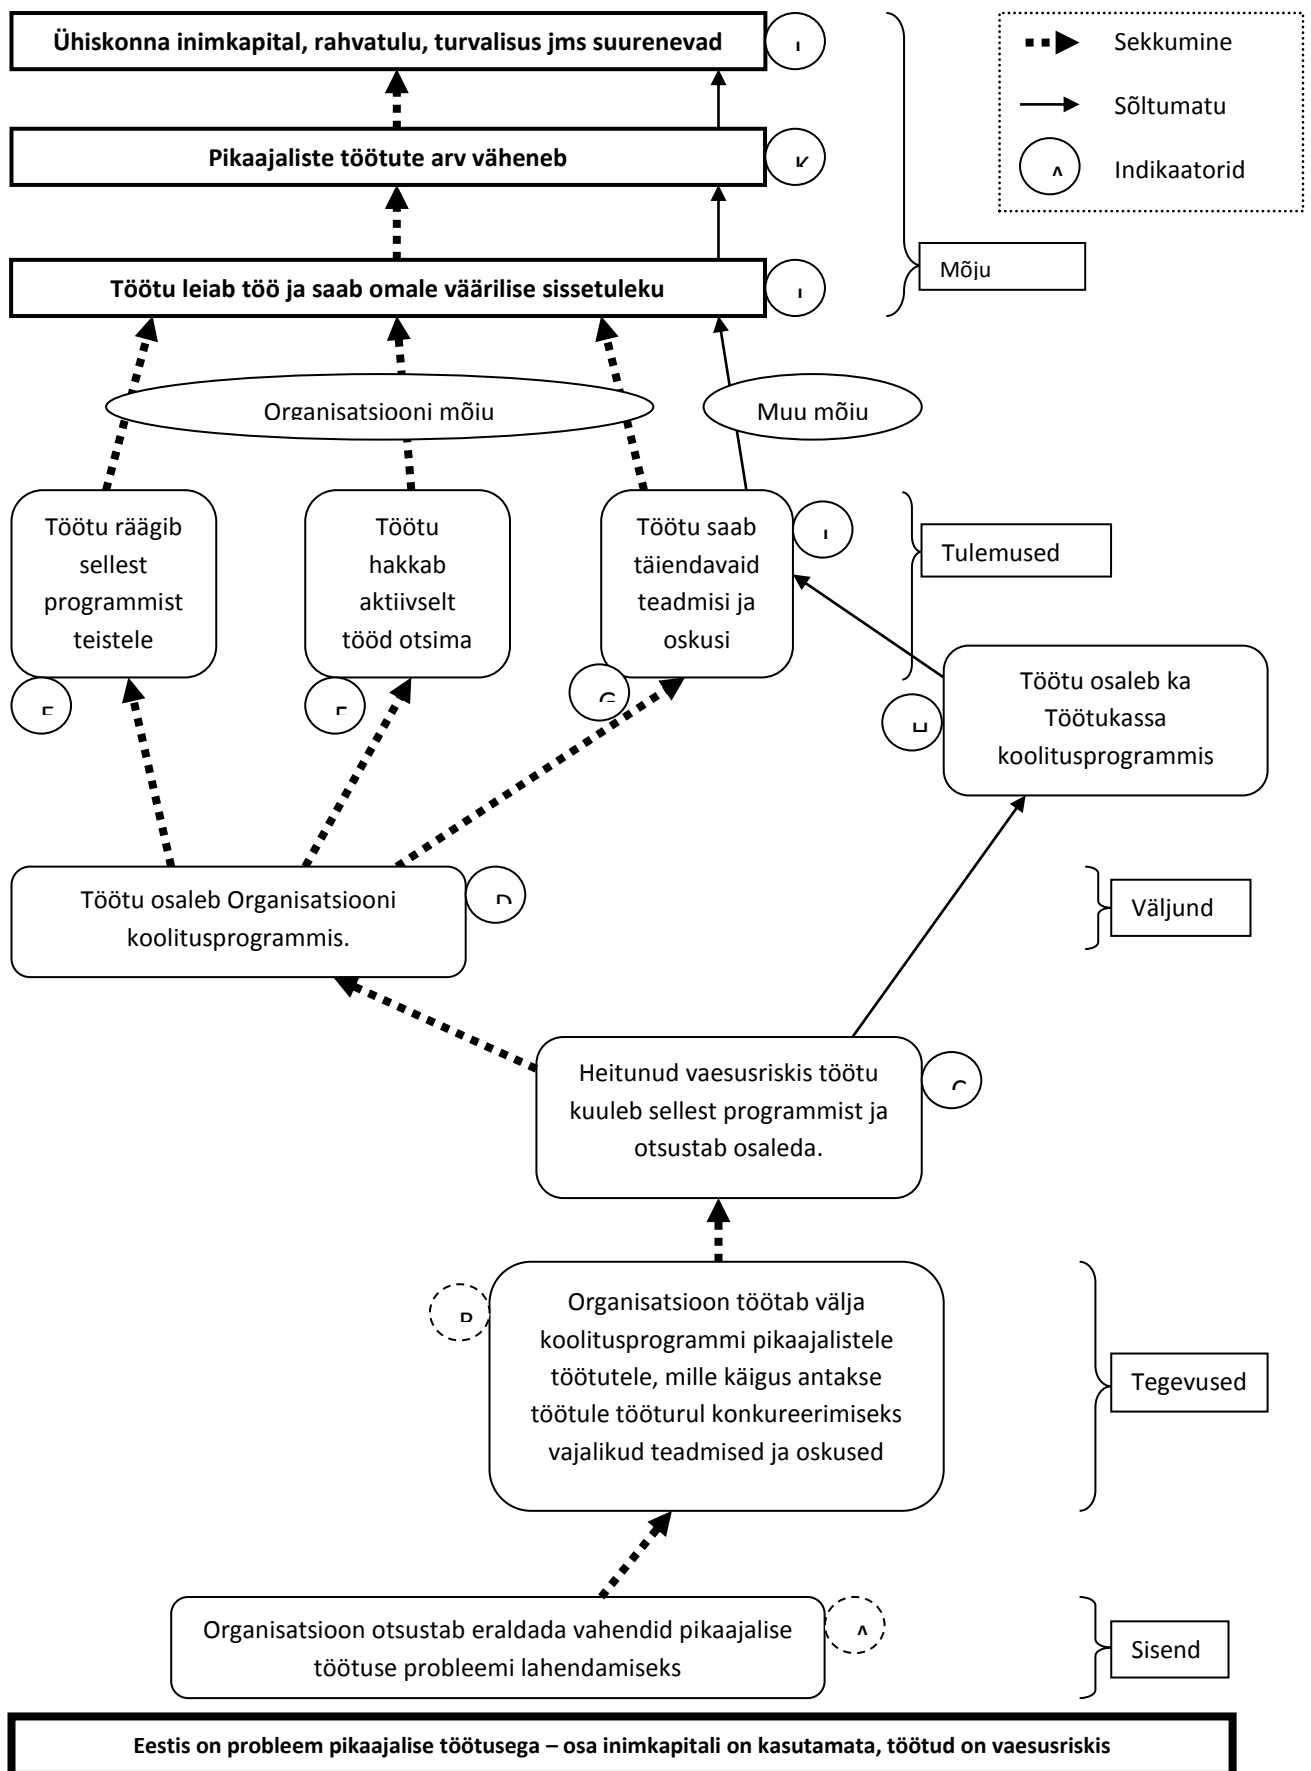 Ühiskonna inimkapital, rahvatulu, turvalisus jms suurenevad
Sekkumine
Sõltumatu
Indikaatorid
Pikaajaliste töötute arv väheneb
K
Mõju
Töötu leiab töö ja saab omale väärilise sissetuleku
Organisatsiooni mõju
Muu mõju
Töötu räägib
sellest
programmist
teistele
Töötu
hakkab
aktiivselt
tööd otsima
Töötu saab
täiendavaid
teadmisi ja
oskusi
Tulemused
G
Töötu osaleb ka
Töötukassa
koolitusprogrammis
H
Töötu osaleb Organisatsiooni
koolitusprogrammis.
D
Väljund
Heitunud vaesusriskis töötu
kuuleb sellest programmist ja
otsustab osaleda.
C
Organisatsioon töötab välja
koolitusprogrammi pikaajalistele
töötutele, mille käigus antakse
töötule tööturul konkureerimiseks
vajalikud teadmised ja oskused
B
Tegevused
Organisatsioon otsustab eraldada vahendid pikaajalise
töötuse probleemi lahendamiseks
A
Sisend
Eestis on probleem pikaajalise töötusega – osa inimkapitali on kasutamata, töötud on vaesusriskis